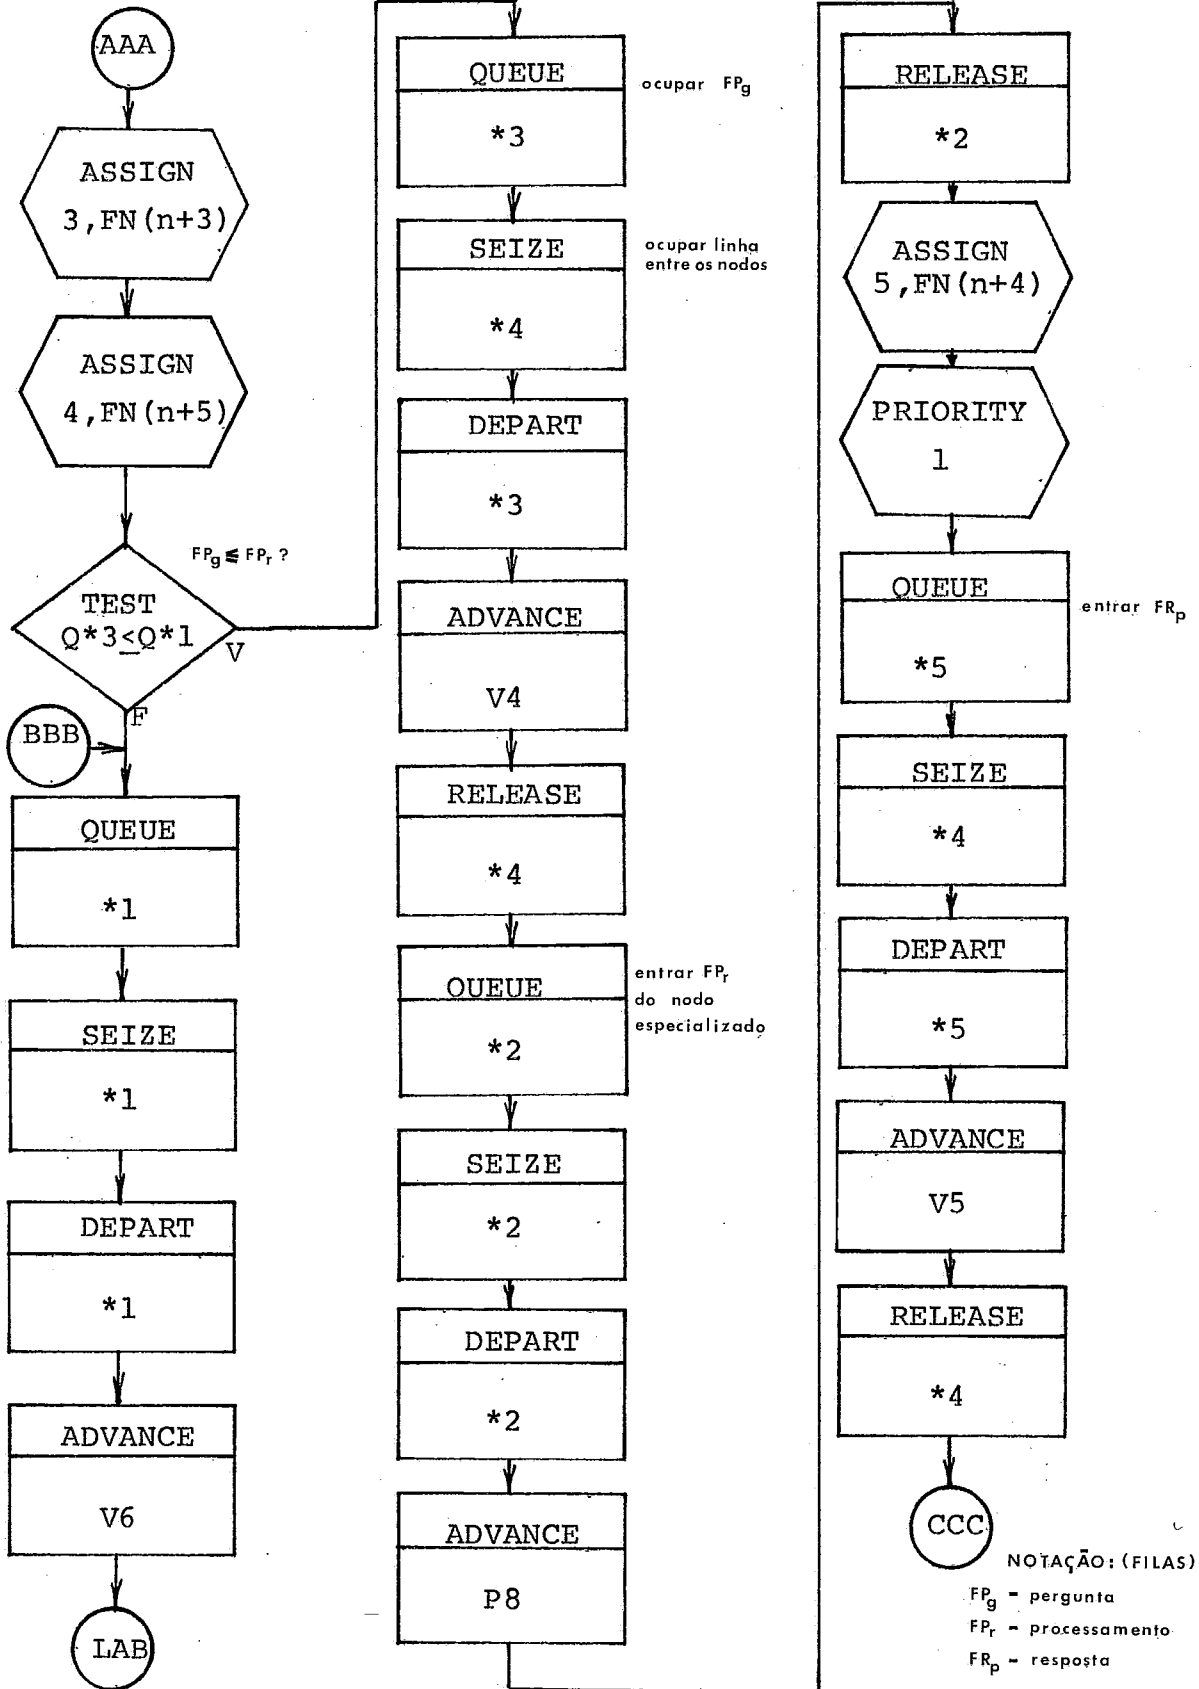 AAA
ASSIGN
3,FN(n+3)
ASSIGN
4,FN(n+5)
FPg ≤ FPr ?
TEST
Q*3≤Q*1
V
F
BBB
QUEUE
*1
SEIZE
*1
DEPART
*1
ADVANCE
V6
LAB
QUEUE
*3
ocupar FPg
SEIZE
*4
ocupar linha
entre os nodos
DEPART
*3
ADVANCE
V4
RELEASE
*4
OUEUE
*2
entrar FPr
do nodo
especializado
SEIZE
*2
DEPART
*2
ADVANCE
P8
RELEASE
*2
ASSIGN
5,FN(n+4)
PRIORITY
1
QUEUE
*5
entrar FRp
SEIZE
*4
DEPART
*5
ADVANCE
V5
RELEASE
*4
CCC
NOTAÇÃO: (FILAS)
FPg - pergunta
FPr - processamento
FRp - resposta